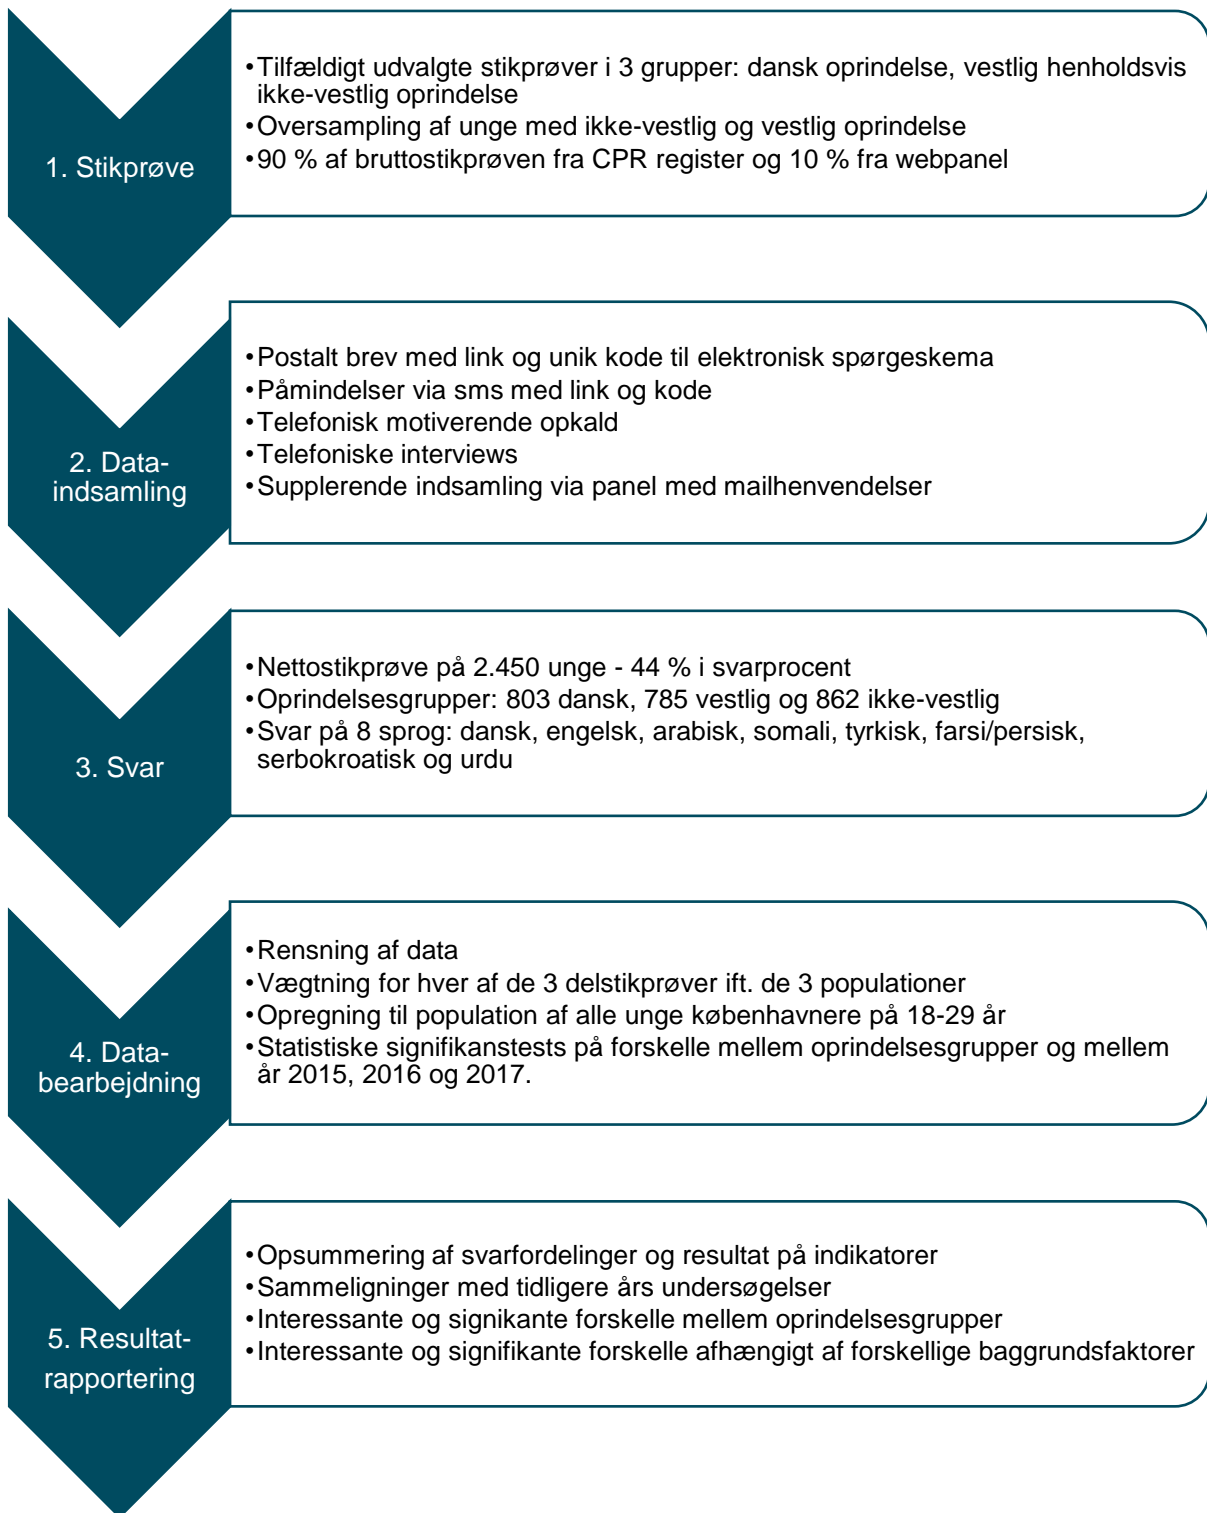 1. Stikprøve
•Tilfældigt udvalgte stikprøver i 3 grupper: dansk oprindelse, vestlig henholdsvis
ikke-vestlig oprindelse
•Oversampling af unge med ikke-vestlig og vestlig oprindelse
•90 % af bruttostikprøven fra CPR register og 10 % fra webpanel
2. Data-
indsamling
•Postalt brev med link og unik kode til elektronisk spørgeskema
•Påmindelser via sms med link og kode
•Telefonisk motiverende opkald
•Telefoniske interviews
•Supplerende indsamling via panel med mailhenvendelser
3. Svar
•Nettostikprøve på 2.450 unge - 44 % i svarprocent
•Oprindelsesgrupper: 803 dansk, 785 vestlig og 862 ikke-vestlig
•Svar på 8 sprog: dansk, engelsk, arabisk, somali, tyrkisk, farsi/persisk,
serbokroatisk og urdu
4. Data-
bearbejdning
•Rensning af data
•Vægtning for hver af de 3 delstikprøver ift. de 3 populationer
•Opregning til population af alle unge københavnere på 18-29 år
•Statistiske signifikanstests på forskelle mellem oprindelsesgrupper og mellem
år 2015, 2016 og 2017.
5. Resultat-
rapportering
•Opsummering af svarfordelinger og resultat på indikatorer
•Sammeligninger med tidligere års undersøgelser
•Interessante og signikante forskelle mellem oprindelsesgrupper
•Interessante og signifikante forskelle afhængigt af forskellige baggrundsfaktorer